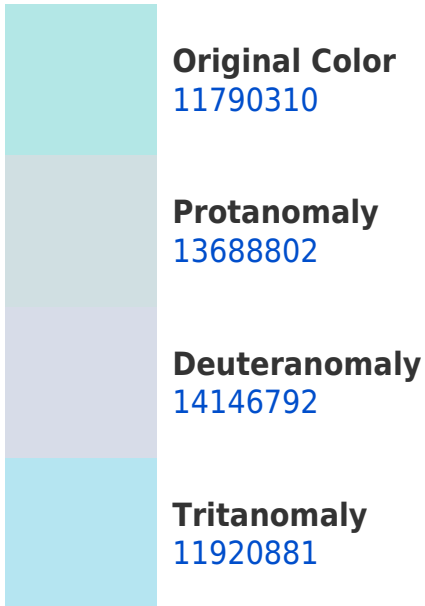 Original Color
11790310
Protanomaly
13688802
Deuteranomaly
14146792
Tritanomaly
11920881